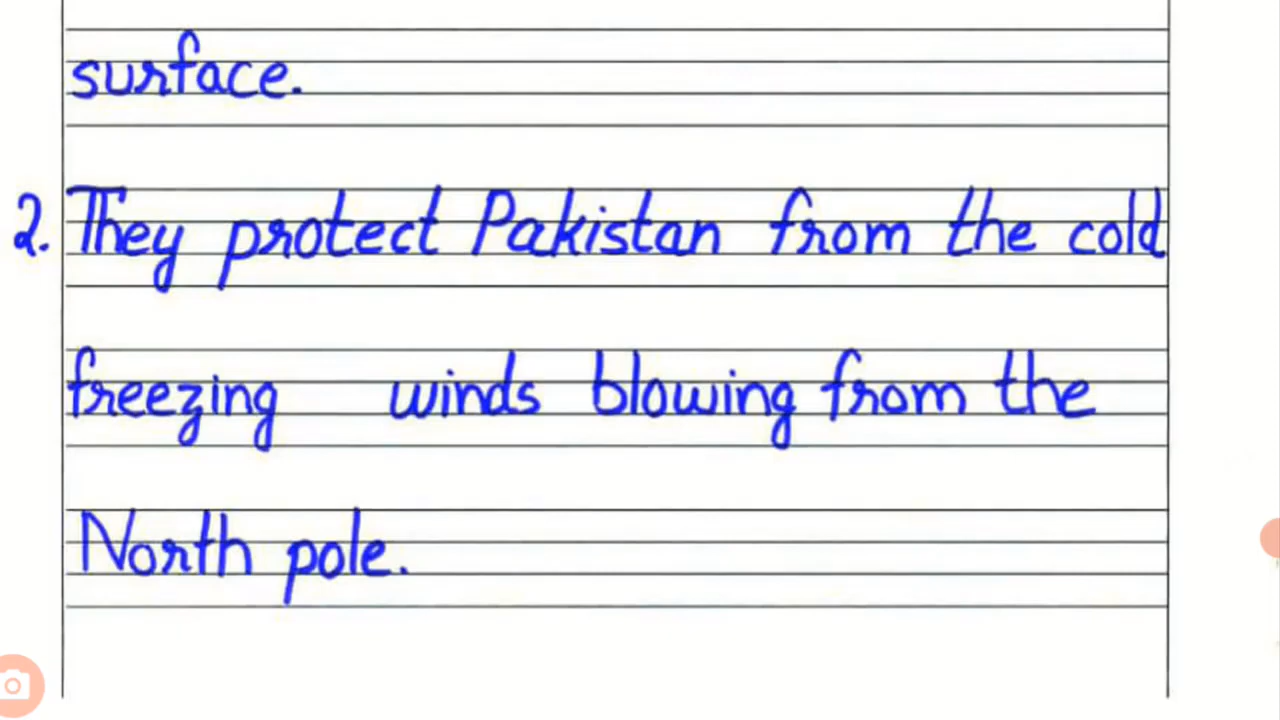 surface.
2. They protect Pakistan from the cold
freezing winds blowing from the
North pole.